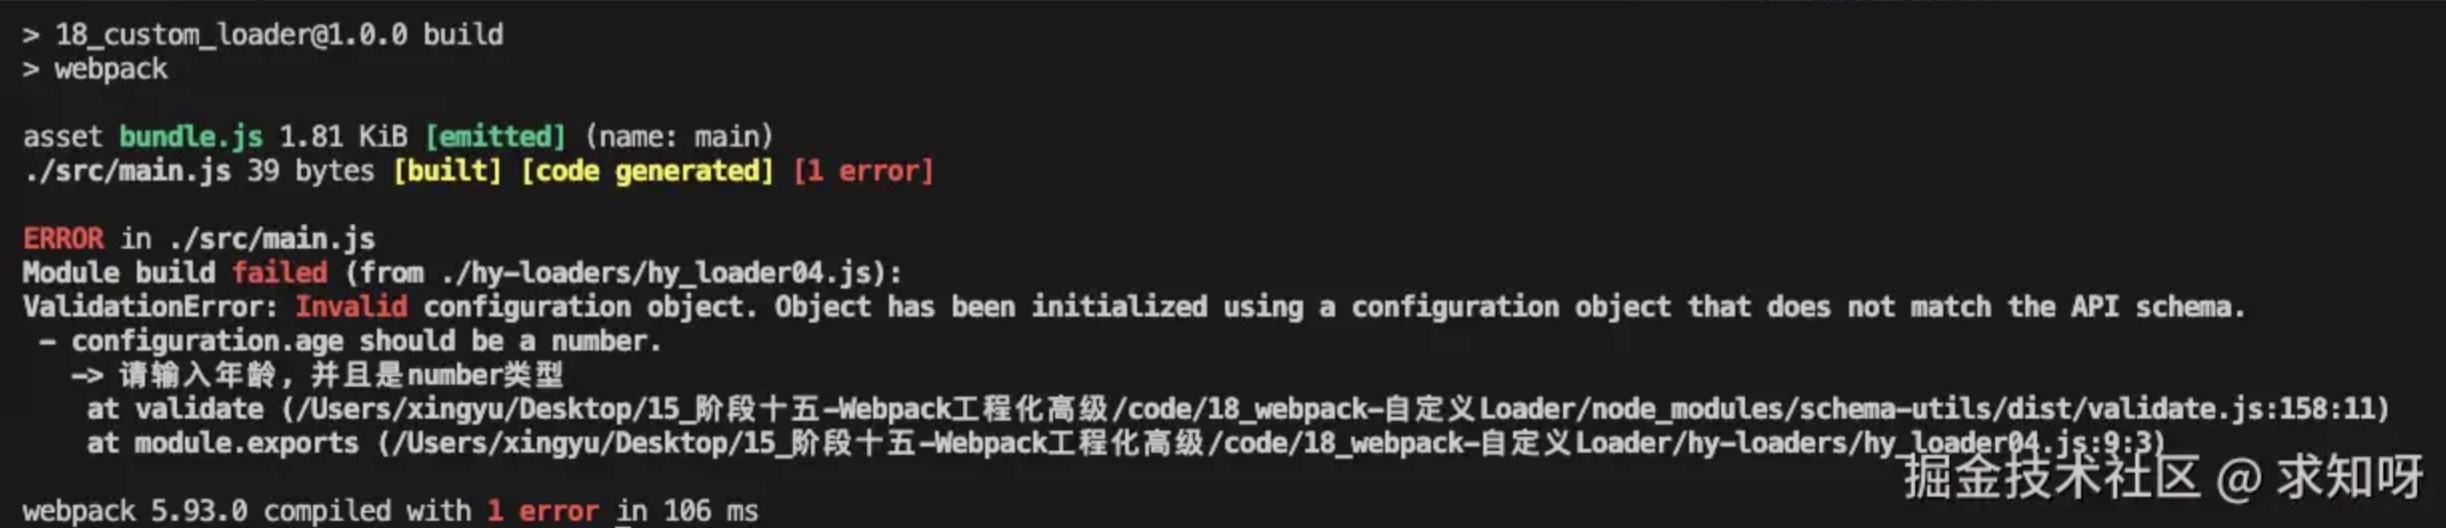 > 18_custom_loader@1.0.0 build
> webpack
asset bundle.js 1.81 KiB [emitted] (name: main)
./src/main.js 39 bytes [built] [code generated] [1 error]
ERROR in ./src/main.js
Module build failed (from ./hy-loaders/hy_loader04.js):
ValidationError: Invalid configuration object. Object has been initialized using a configuration object that does not match the API schema.
- configuration.age should be a number.
-> 请输入年龄，并且是number类型
at validate (/Users/xingyu/Desktop/15_阶段十五-Webpack工程化高级/code/18_webpack-自定义Loader/node_modules/schema-utils/dist/validate.js:158:11)
at module.exports (/Users/xingyu/Desktop/15_阶段十五-Webpack工程化高级/code/18_webpack-自定义Loader/hy-loaders/hy_loader04.js:9:3)
掘金技术社区 @ 求知呀
webpack 5.93.0 compiled with 1 error in 106 ms